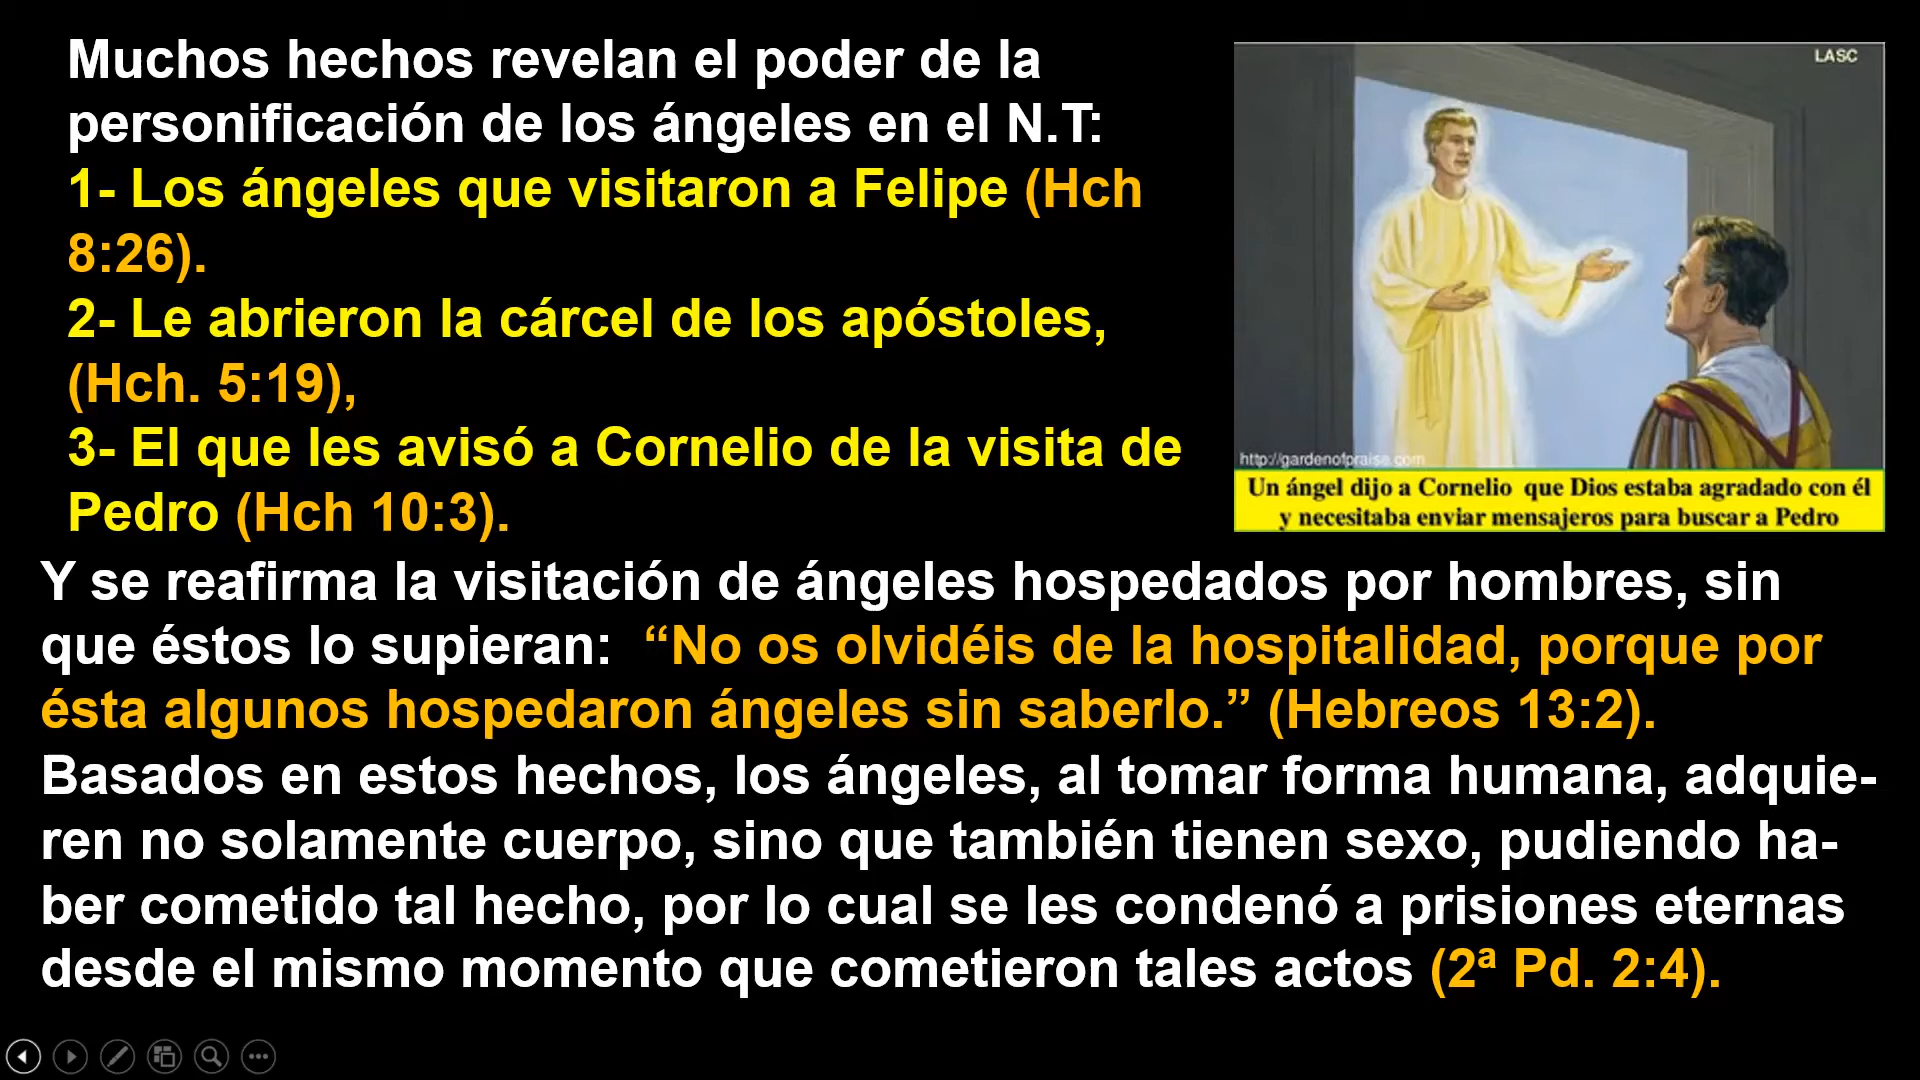 Muchos hechos revelan el poder de la
personificación de los ángeles en el N.T:
1- Los ángeles que visitaron a Felipe (Hch
8:26).
2- Le abrieron la cárcel de los apóstoles,
(Hch. 5:19),
3- El que les avisó a Cornelio de la visita de
Pedro (Hch 10:3).
LASC
http://gardenofpraise.com
Un ángel dijo a Cornelio que Dios estaba agradado con él
y necesitaba enviar mensajeros para buscar a Pedro
Y se reafirma la visitación de ángeles hospedados por hombres, sin
que éstos lo supieran: “No os olvidéis de la hospitalidad, porque por
ésta algunos hospedaron ángeles sin saberlo.” (Hebreos 13:2).
Basados en estos hechos, los ángeles, al tomar forma humana, adquie-
ren no solamente cuerpo, sino que también tienen sexo, pudiendo ha-
ber cometido tal hecho, por lo cual se les condenó a prisiones eternas
desde el mismo momento que cometieron tales actos (2ª Pd. 2:4).